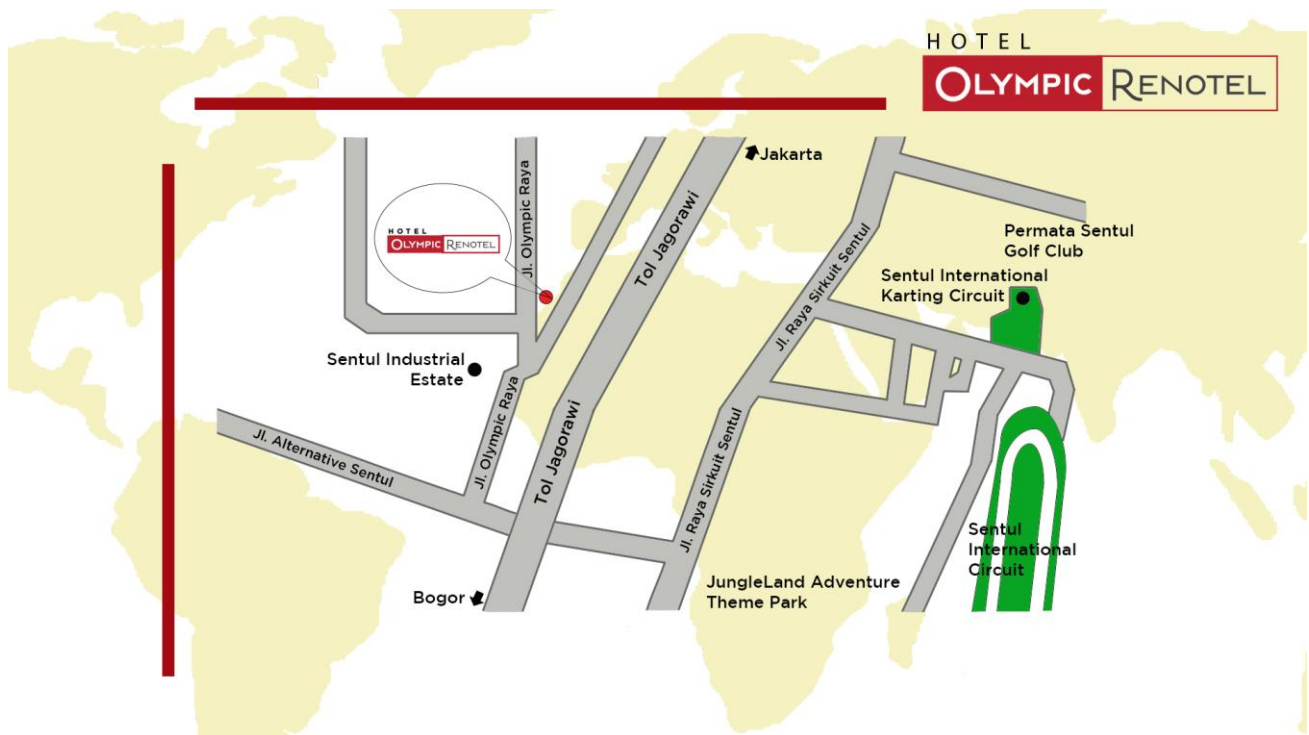 HOTEL
OLYMPIC RENOTEL
Jakarta
Jl. Olympic Raya
HOTEL
OLYMPIC RENOTEL
Tol Jagorawi
Jl. Raya Sirkuit Sentul
Permata Sentul
Golf Club
Sentul International
Karting Circuit
Sentul Industrial
Estate
Jl. Olympic Raya
Jl. Alternative Sentul
Tol Jagorawi
Jl. Raya Sirkuit Sentul
Sentul
International
Circuit
Bogor
JungleLand Adventure
Theme Park